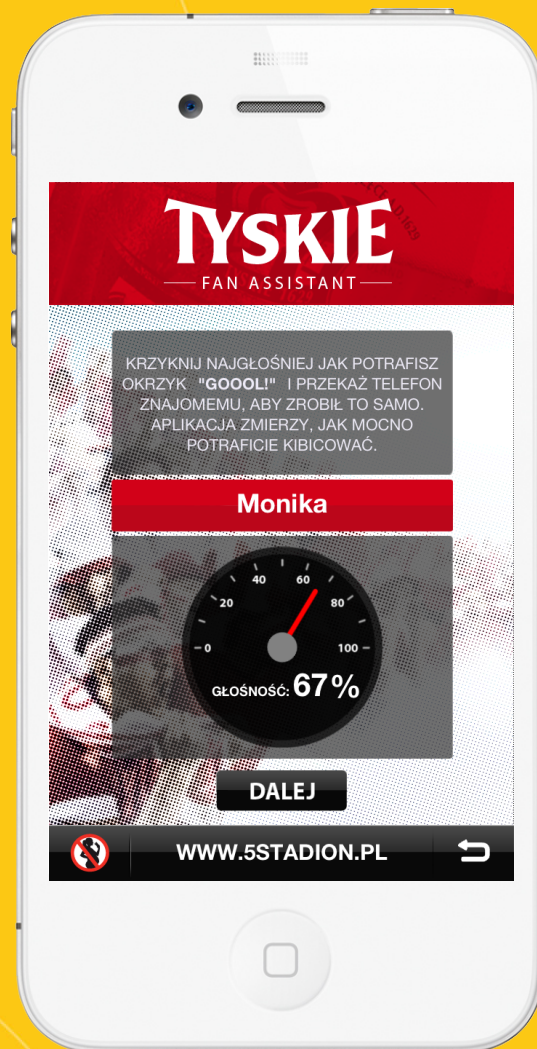 TYSKIE
FAN ASSISTANT
KRZYKNIJ NAJGŁOŚNIEJ JAK POTRAFISZ
OKRZYK "GOOOL!" I PRZEKAŻ TELEFON
ZNAJOMEMU, ABY ZROBIŁ TO SAMO.
APLIKACJA ZMIERZY, JAK MOCNO
POTRAFICIE KIBICOWAĆ.
Monika
0 20 40 60 80 100
GŁOŚNOŚĆ: 67%
DALEJ
WWW.5STADION.PL